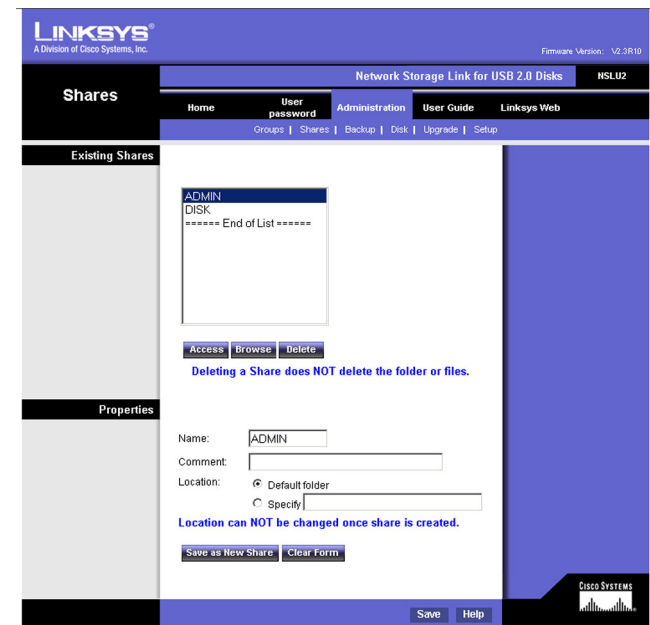 LINKSYS®
A Division of Cisco Systems, Inc.
Firmware Version: V2.3R10
Network Storage Link for USB 2.0 Disks NSLU2
Shares
Home User password Administration User Guide Linksys Web
Groups | Shares | Backup | Disk | Upgrade | Setup
Existing Shares
ADMIN
DISK
====== End of List ======
Access Browse Delete
Deleting a Share does NOT delete the folder or files.
Properties
Name: ADMIN
Comment:
Location: Default folder
Specify
Location can NOT be changed once share is created.
Save as New Share Clear Form
CISCO SYSTEMS
Save Help